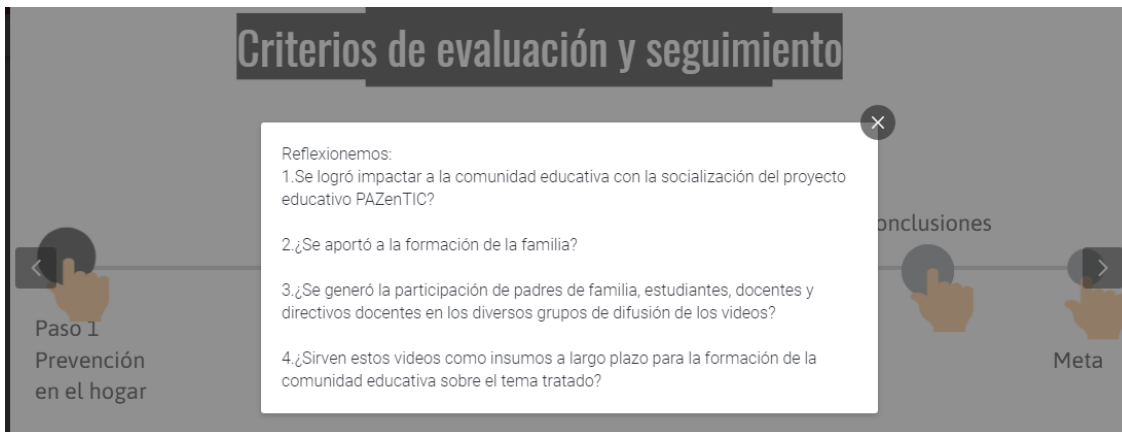 Criterios de evaluación y seguimiento
Reflexionemos:
1.Se logró impactar a la comunidad educativa con la socialización del proyecto
educativo PAZenTIC?
2.¿Se aportó a la formación de la familia?
3.¿Se generó la participación de padres de familia, estudiantes, docentes y
directivos docentes en los diversos grupos de difusión de los videos?
4.¿Sirven estos videos como insumos a largo plazo para la formación de la
comunidad educativa sobre el tema tratado?
onclusiones
Paso 1
Prevención
en el hogar
Meta